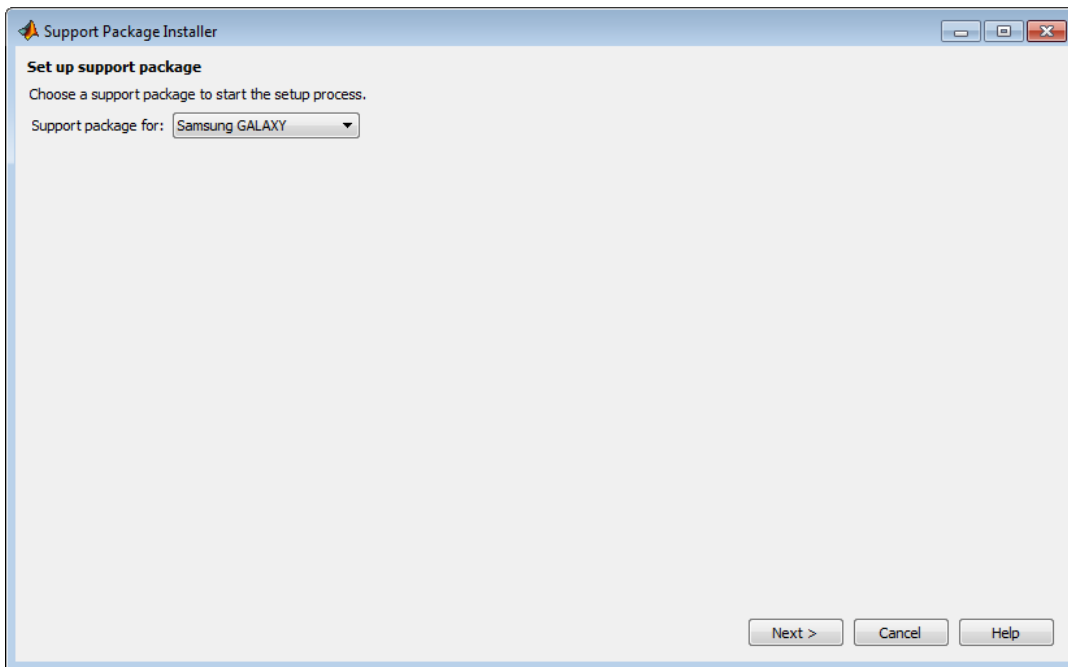 Support Package Installer
Set up support package
Choose a support package to start the setup process.
Support package for: Samsung GALAXY
Next > Cancel Help